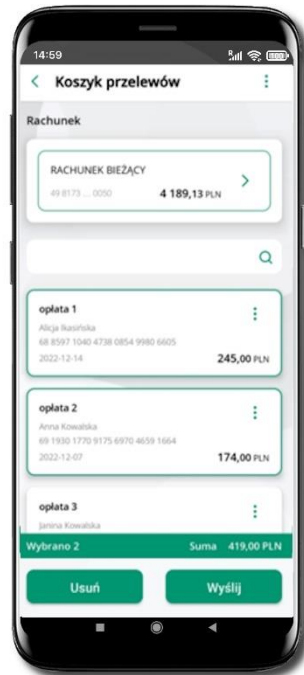 14:59
Koszyk przelewów
Rachunek
RACHUNEK BIEŻĄCY
49 8173 ... 0050 4 189,13 PLN
opłata 1
Alicja Ikasińska
68 8597 1040 4738 0854 9980 6605
2022-12-14 245,00 PLN
opłata 2
Anna Kowalska
69 1930 1770 9175 6970 4659 1664
2022-12-07 174,00 PLN
opłata 3
Janina Kowalska
Wybrano 2 Suma 419,00 PLN
Usuń Wyślij